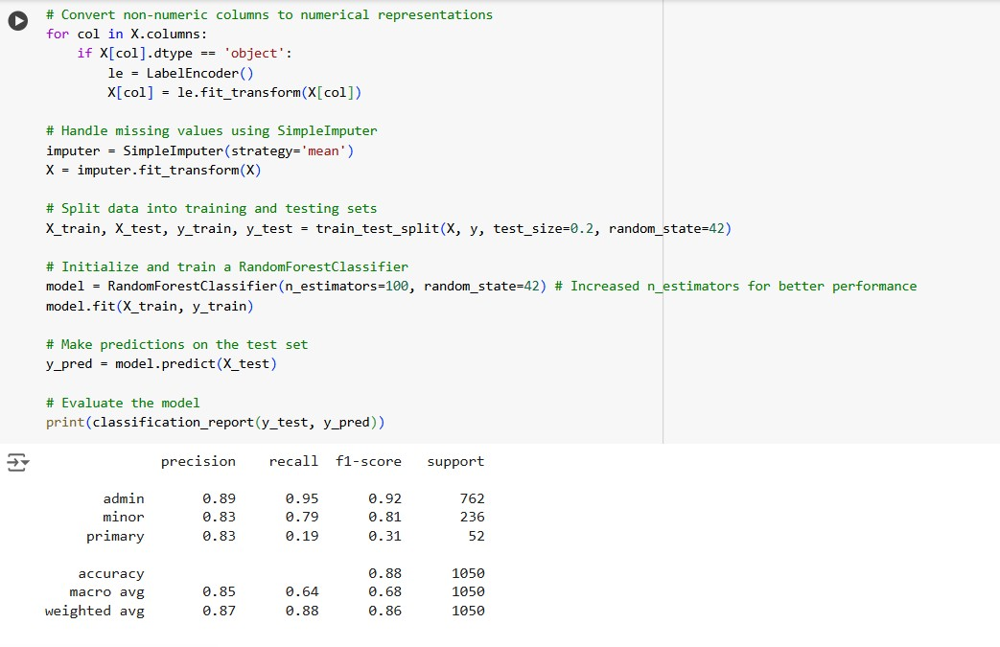 # Convert non-numeric columns to numerical representations
for col in X.columns:
    if X[col].dtype == 'object':
        le = LabelEncoder()
        X[col] = le.fit_transform(X[col])

# Handle missing values using SimpleImputer
imputer = SimpleImputer(strategy='mean')
X = imputer.fit_transform(X)

# Split data into training and testing sets
X_train, X_test, y_train, y_test = train_test_split(X, y, test_size=0.2, random_state=42)

# Initialize and train a RandomForestClassifier
model = RandomForestClassifier(n_estimators=100, random_state=42) # Increased n_estimators for better performance
model.fit(X_train, y_train)

# Make predictions on the test set
y_pred = model.predict(X_test)

# Evaluate the model
print(classification_report(y_test, y_pred))

              precision    recall  f1-score   support

       admin       0.89      0.95      0.92       762
       minor       0.83      0.79      0.81       236
     primary       0.83      0.19      0.31        52

    accuracy                           0.88      1050
   macro avg       0.85      0.64      0.68      1050
weighted avg       0.87      0.88      0.86      1050